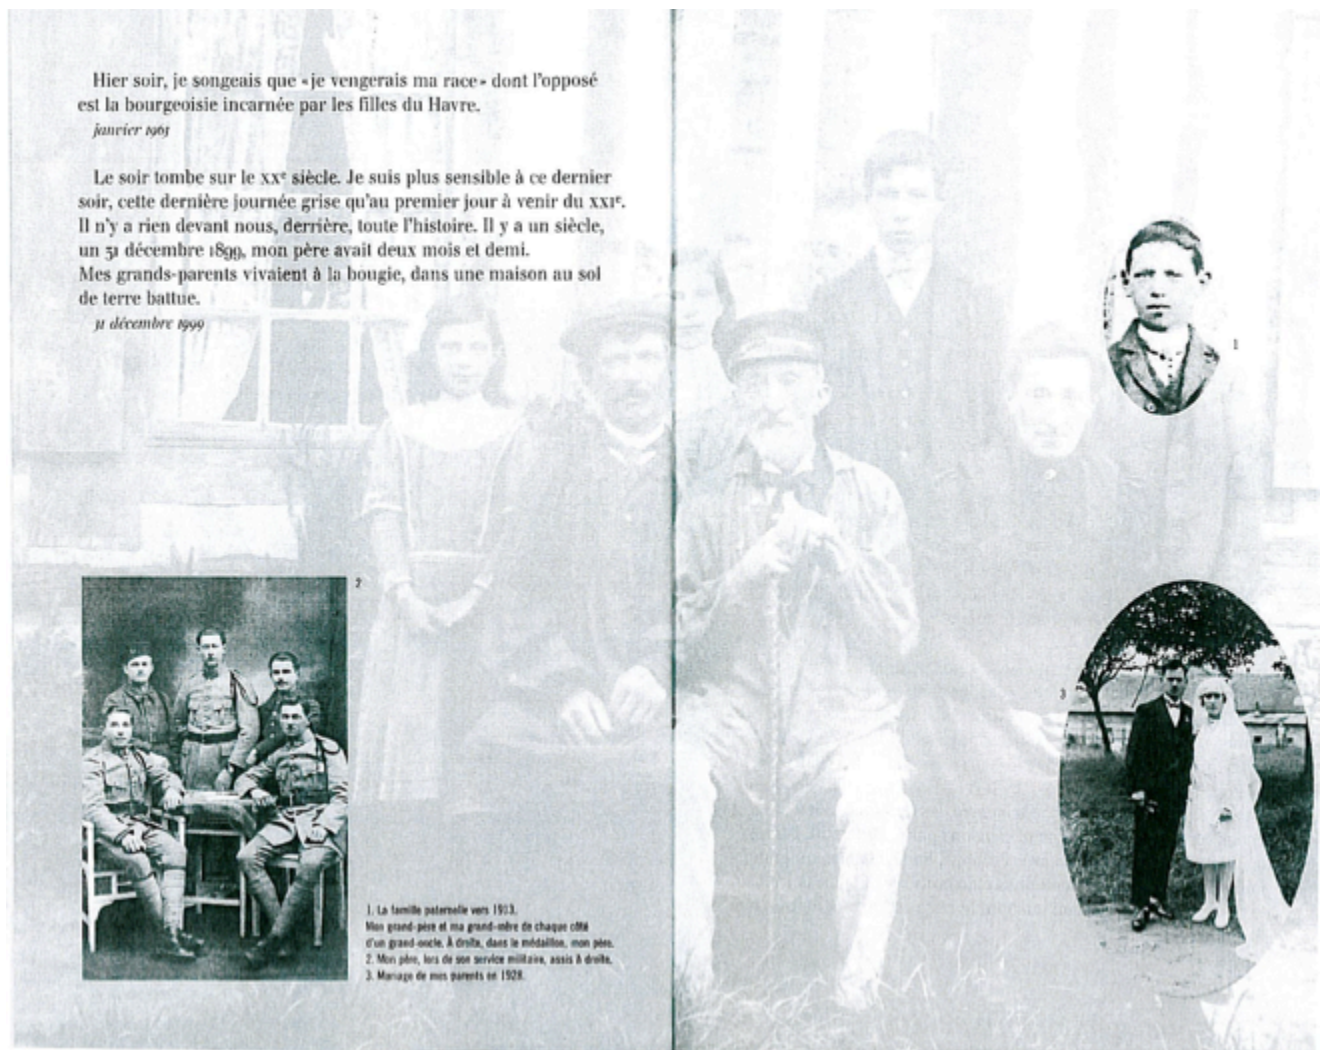 Hier soir, je songeais que «je vengerais ma race» dont l'opposé
est la bourgeoisie incarnée par les filles du Havre.
janvier 1963
Le soir tombe sur le XXe siècle. Je suis plus sensible à ce dernier
soir, cette dernière journée grise qu'au premier jour à venir du XXIe.
Il n'y a rien devant nous, derrière, toute l'histoire. Il y a un siècle,
un 31 décembre 1899, mon père avait deux mois et demi.
Mes grands-parents vivaient à la bougie, dans une maison au sol
de terre battue.
31 décembre 1999
1
2
3
1. La famille paternelle vers 1913.
Mon grand-père et ma grand-mère de chaque côté
d'un grand-oncle. À droite, dans le médaillon, mon père.
2. Mon père, lors de son service militaire, assis à droite.
3. Mariage de mes parents en 1928.